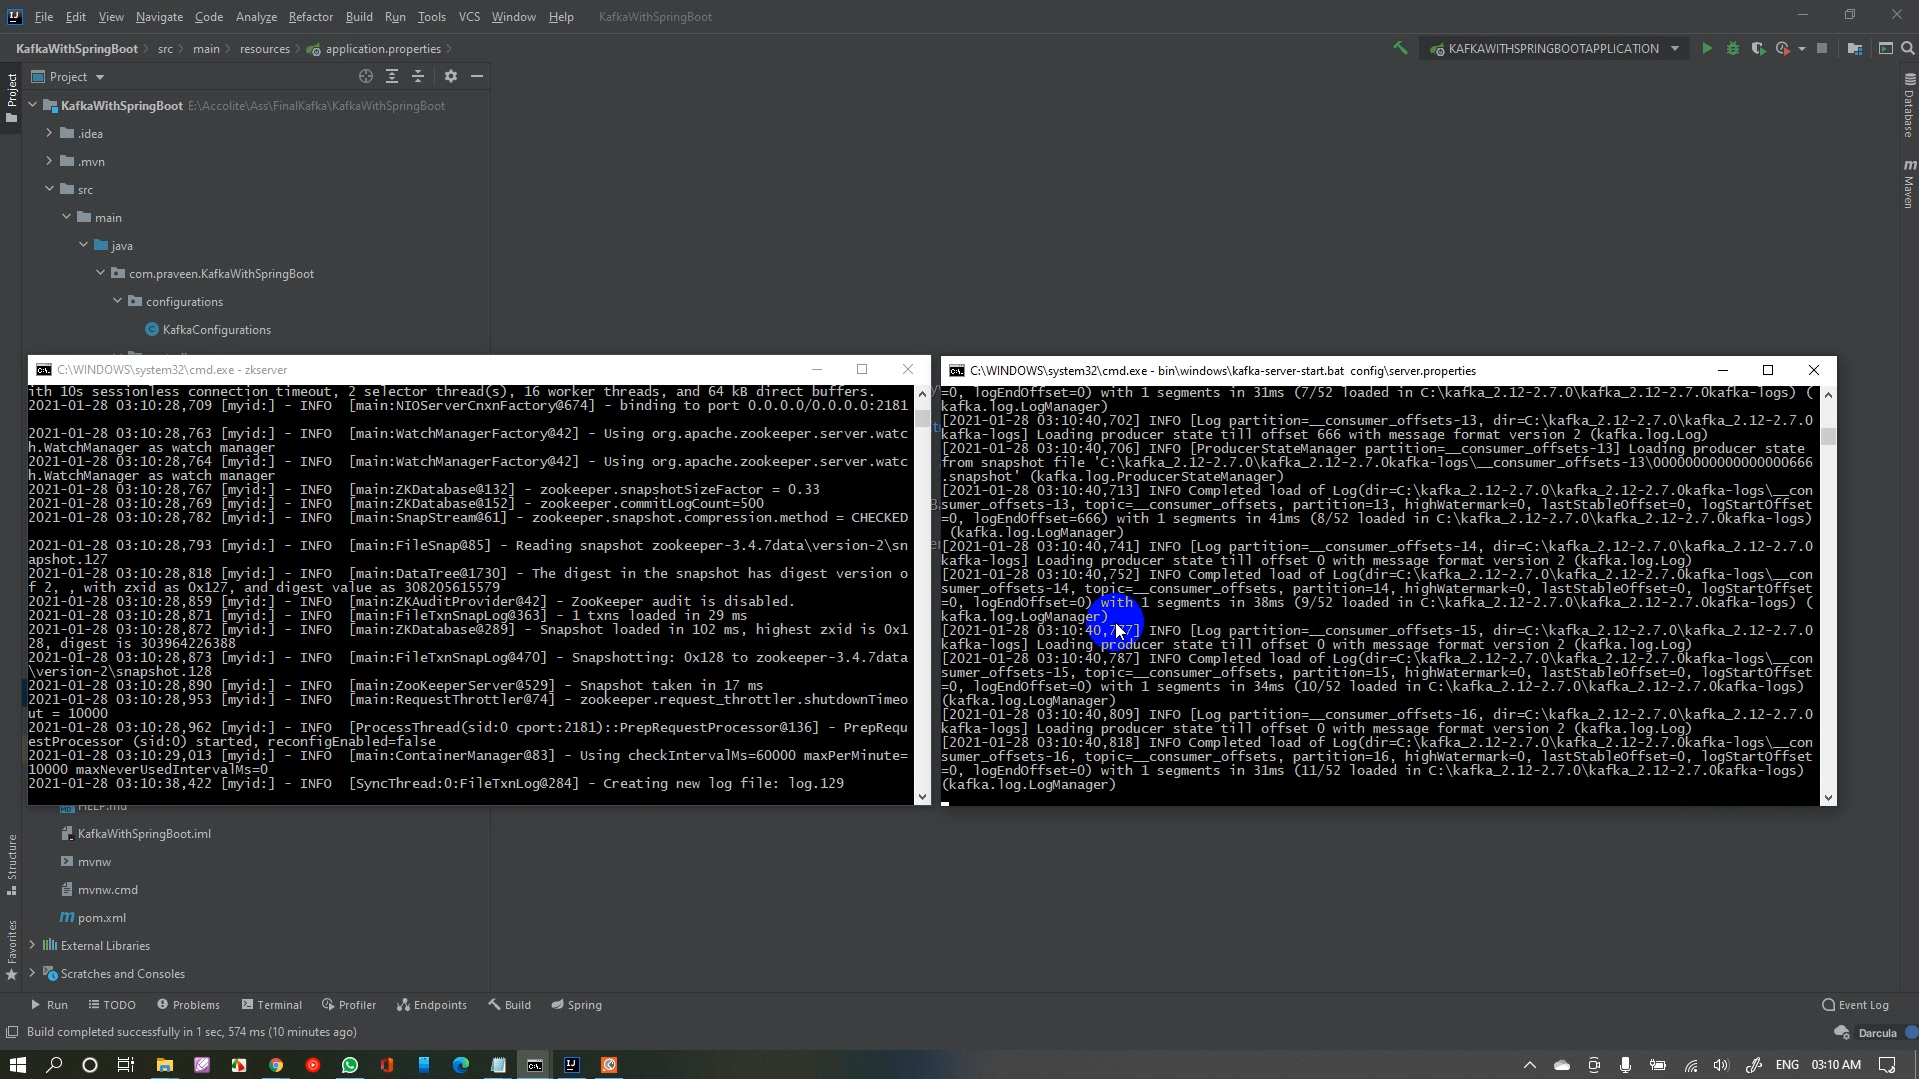 File Edit View Navigate Code Analyze Refactor Build Run Tools VCS Window Help KafkaWithSpringBoot
KafkaWithSpringBoot src main resources application.properties
KAFKAWITHSPRINGBOOTAPPLICATION
Project
Project
KafkaWithSpringBoot E:\Accolite\Ass\FinalKafka\KafkaWithSpringBoot
.idea
.mvn
src
main
java
com.praveen.KafkaWithSpringBoot
configurations
KafkaConfigurations
Database
Maven
C:\WINDOWS\system32\cmd.exe - zkserver
ith 10s sessionless connection timeout, 2 selector thread(s), 16 worker threads, and 64 kB direct buffers.
2021-01-28 03:10:28,709 [myid:] - INFO [main:NIOServerCnxnFactory@674] - binding to port 0.0.0.0/0.0.0.0:2181
2021-01-28 03:10:28,763 [myid:] - INFO [main:WatchManagerFactory@42] - Using org.apache.zookeeper.server.watc
h.WatchManager as watch manager
2021-01-28 03:10:28,764 [myid:] - INFO [main:WatchManagerFactory@42] - Using org.apache.zookeeper.server.watc
h.WatchManager as watch manager
2021-01-28 03:10:28,767 [myid:] - INFO [main:ZKDatabase@132] - zookeeper.snapshotSizeFactor = 0.33
2021-01-28 03:10:28,769 [myid:] - INFO [main:ZKDatabase@152] - zookeeper.commitLogCount=500
2021-01-28 03:10:28,782 [myid:] - INFO [main:SnapStream@61] - zookeeper.snapshot.compression.method = CHECKED
2021-01-28 03:10:28,793 [myid:] - INFO [main:FileSnap@85] - Reading snapshot zookeeper-3.4.7data\version-2\sn
apshot.127
2021-01-28 03:10:28,818 [myid:] - INFO [main:DataTree@1730] - The digest in the snapshot has digest version o
f 2, , with zxid as 0x127, and digest value as 308205615579
2021-01-28 03:10:28,859 [myid:] - INFO [main:ZKAuditProvider@42] - ZooKeeper audit is disabled.
2021-01-28 03:10:28,871 [myid:] - INFO [main:FileTxnSnapLog@363] - 1 txns loaded in 29 ms
2021-01-28 03:10:28,872 [myid:] - INFO [main:ZKDatabase@289] - Snapshot loaded in 102 ms, highest zxid is 0x1
28, digest is 303964226388
2021-01-28 03:10:28,873 [myid:] - INFO [main:FileTxnSnapLog@470] - Snapshotting: 0x128 to zookeeper-3.4.7data
\version-2\snapshot.128
2021-01-28 03:10:28,890 [myid:] - INFO [main:ZooKeeperServer@529] - Snapshot taken in 17 ms
2021-01-28 03:10:28,953 [myid:] - INFO [main:RequestThrottler@74] - zookeeper.request_throttler.shutdownTimeo
ut = 10000
2021-01-28 03:10:28,962 [myid:] - INFO [ProcessThread(sid:0 cport:2181)::PrepRequestProcessor@136] - PrepRequ
estProcessor (sid:0) started, reconfigEnabled=false
2021-01-28 03:10:29,013 [myid:] - INFO [main:ContainerManager@83] - Using checkIntervalMs=60000 maxPerMinute=
10000 maxNeverUsedIntervalMs=0
2021-01-28 03:10:38,422 [myid:] - INFO [SyncThread:0:FileTxnLog@284] - Creating new log file: log.129
C:\WINDOWS\system32\cmd.exe - bin\windows\kafka-server-start.bat config\server.properties
=0, logEndOffset=0) with 1 segments in 31ms (7/52 loaded in C:\kafka_2.12-2.7.0\kafka_2.12-2.7.0kafka-logs) (
kafka.log.LogManager)
[2021-01-28 03:10:40,702] INFO [Log partition=__consumer_offsets-13, dir=C:\kafka_2.12-2.7.0\kafka_2.12-2.7.0
kafka-logs] Loading producer state till offset 666 with message format version 2 (kafka.log.Log)
[2021-01-28 03:10:40,706] INFO [ProducerStateManager partition=__consumer_offsets-13] Loading producer state
from snapshot file 'C:\kafka_2.12-2.7.0\kafka_2.12-2.7.0kafka-logs\__consumer_offsets-13\00000000000000000666
.snapshot' (kafka.log.ProducerStateManager)
[2021-01-28 03:10:40,713] INFO Completed load of Log(dir=C:\kafka_2.12-2.7.0\kafka_2.12-2.7.0kafka-logs\__con
sumer_offsets-13, topic=__consumer_offsets, partition=13, highWatermark=0, lastStableOffset=0, logStartOffset
=0, logEndOffset=666) with 1 segments in 41ms (8/52 loaded in C:\kafka_2.12-2.7.0\kafka_2.12-2.7.0kafka-logs)
(kafka.log.LogManager)
[2021-01-28 03:10:40,741] INFO [Log partition=__consumer_offsets-14, dir=C:\kafka_2.12-2.7.0\kafka_2.12-2.7.0
kafka-logs] Loading producer state till offset 0 with message format version 2 (kafka.log.Log)
[2021-01-28 03:10:40,752] INFO Completed load of Log(dir=C:\kafka_2.12-2.7.0\kafka_2.12-2.7.0kafka-logs\__con
sumer_offsets-14, topic=__consumer_offsets, partition=14, highWatermark=0, lastStableOffset=0, logStartOffset
=0, logEndOffset=0) with 1 segments in 38ms (9/52 loaded in C:\kafka_2.12-2.7.0\kafka_2.12-2.7.0kafka-logs) (
kafka.log.LogManager)
[2021-01-28 INFO [Log partition=__consumer_offsets-15, dir=C:\kafka_2.12-2.7.0\kafka_2.12-2.7.0
kafka-logs] Loading producer state till offset 0 with message format version 2 (kafka.log.Log)
[2021-01-28 03:10:40,787] INFO Completed load of Log(dir=C:\kafka_2.12-2.7.0\kafka_2.12-2.7.0kafka-logs\__con
sumer_offsets-15, topic=__consumer_offsets, partition=15, highWatermark=0, lastStableOffset=0, logStartOffset
=0, logEndOffset=0) with 1 segments in 34ms (10/52 loaded in C:\kafka_2.12-2.7.0\kafka_2.12-2.7.0kafka-logs)
(kafka.log.LogManager)
[2021-01-28 03:10:40,809] INFO [Log partition=__consumer_offsets-16, dir=C:\kafka_2.12-2.7.0\kafka_2.12-2.7.0
kafka-logs] Loading producer state till offset 0 with message format version 2 (kafka.log.Log)
[2021-01-28 03:10:40,818] INFO Completed load of Log(dir=C:\kafka_2.12-2.7.0\kafka_2.12-2.7.0kafka-logs\__con
sumer_offsets-16, topic=__consumer_offsets, partition=16, highWatermark=0, lastStableOffset=0, logStartOffset
=0, logEndOffset=0) with 1 segments in 31ms (11/52 loaded in C:\kafka_2.12-2.7.0\kafka_2.12-2.7.0kafka-logs)
(kafka.log.LogManager)
HELP.md
KafkaWithSpringBoot.iml
mvnw
mvnw.cmd
pom.xml
External Libraries
Scratches and Consoles
Structure
Favorites
Run TODO Problems Terminal Profiler Endpoints Build Spring Event Log
Build completed successfully in 1 sec, 574 ms (10 minutes ago) Darcula
ENG 03:10 AM